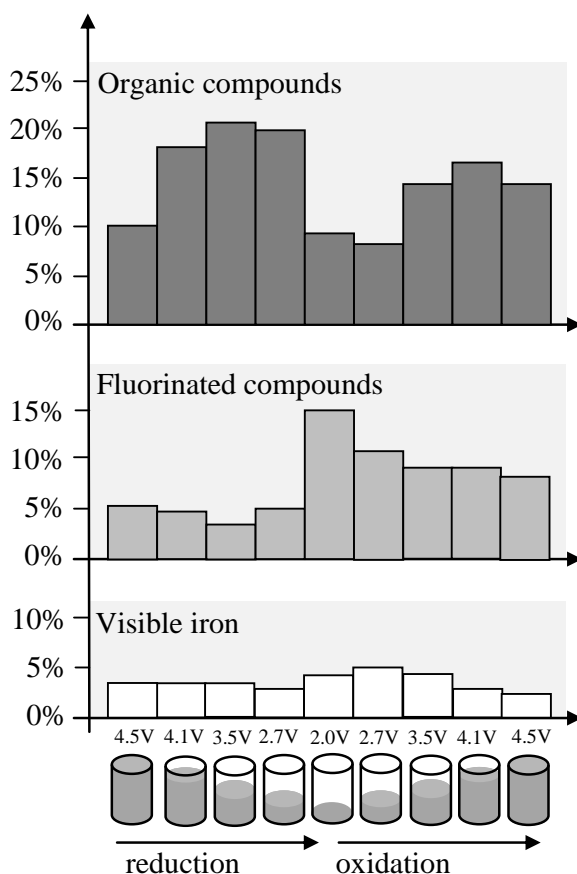 Organic compounds
25%
20%
15%
10%
5%
0%
Fluorinated compounds
15%
10%
5%
0%
Visible iron
10%
5%
0%
4.5V 4.1V 3.5V 2.7V 2.0V 2.7V 3.5V 4.1V 4.5V
reduction oxidation